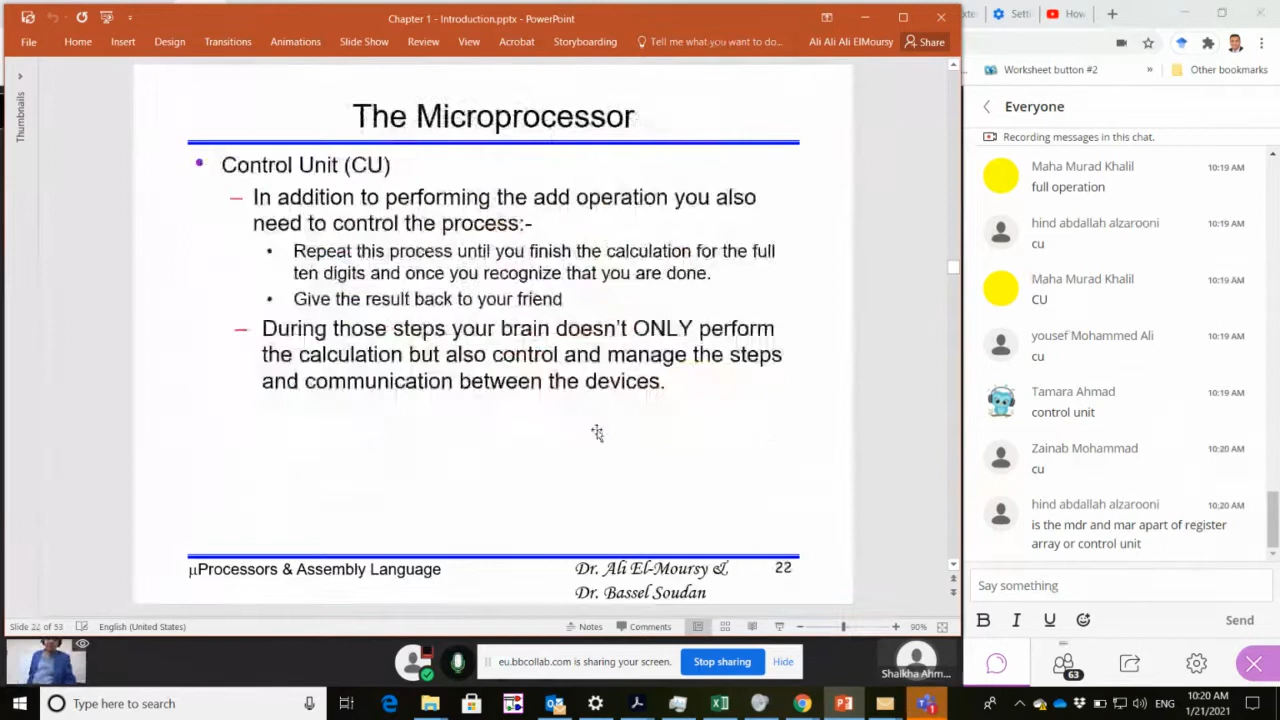 Chapter 1 - Introduction.pptx - PowerPoint
File Home Insert Design Transitions Animations Slide Show Review View Acrobat Storyboarding Tell me what you want to do... Ali Ali Ali ElMoursy Share
Thumbnails
The Microprocessor
• Control Unit (CU)
– In addition to performing the add operation you also
need to control the process:-
• Repeat this process until you finish the calculation for the full
ten digits and once you recognize that you are done.
• Give the result back to your friend
– During those steps your brain doesn't ONLY perform
the calculation but also control and manage the steps
and communication between the devices.
µProcessors & Assembly Language
Dr. Ali El-Moursy &
Dr. Bassel Soudan
22
Slide 22 of 53 English (United States) Notes Comments 90%
eu.bbcollab.com is sharing your screen. Stop sharing Hide
Shaikha Ahm...
Setti
How
Worksheet button #2 » Other bookmarks
Everyone
Recording messages in this chat.
Maha Murad Khalil 10:19 AM
full operation
hind abdallah alzarooni 10:19 AM
cu
Maha Murad Khalil 10:19 AM
CU
yousef Mohammed Ali 10:19 AM
cu
Tamara Ahmad 10:19 AM
control unit
Zainab Mohammad 10:20 AM
cu
hind abdallah alzarooni 10:20 AM
is the mdr and mar apart of register
array or control unit
Say something
B I U Send
63
Type here to search
ENG
10:20 AM
1/21/2021